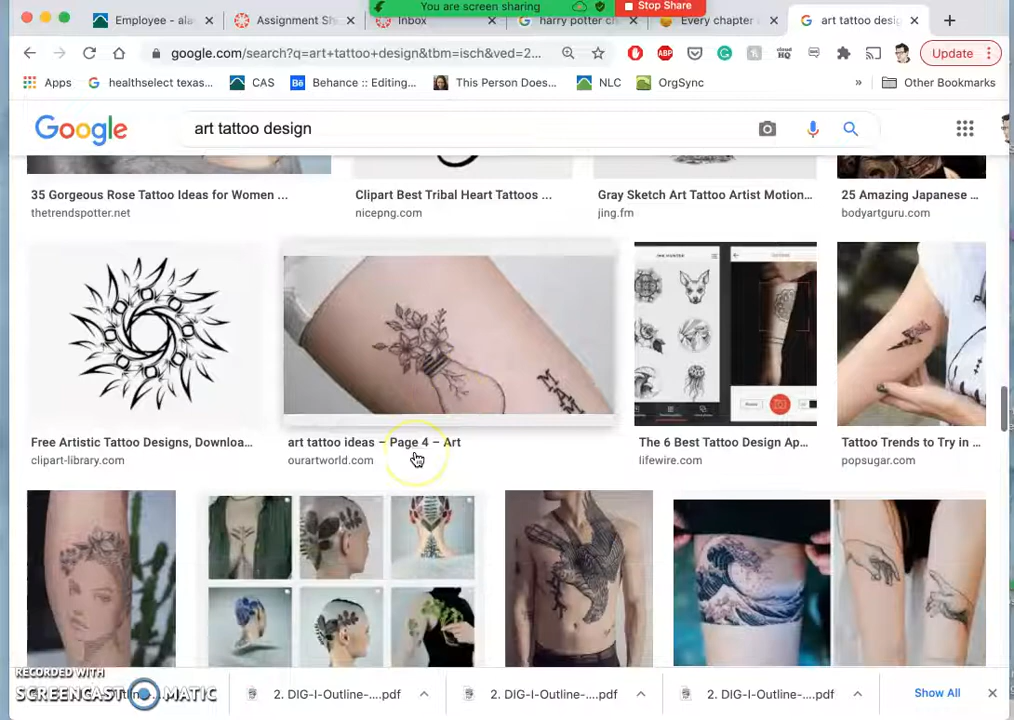 You are screen sharing
Stop Share
Employee - ala
Assignment Sh
Inbox
harry potter c
Every chapter
art tattoo desig
google.com/search?q=art+tattoo+design&tbm=isch&ved=2...
Update
Apps
healthselect texas...
CAS
Behance :: Editing...
This Person Does...
NLC
OrgSync
»
Other Bookmarks
Google
art tattoo design
35 Gorgeous Rose Tattoo Ideas for Women ...
thetrendspotter.net
Clipart Best Tribal Heart Tattoos ...
nicepng.com
Gray Sketch Art Tattoo Artist Motion...
jing.fm
25 Amazing Japanese ...
bodyartguru.com
Free Artistic Tattoo Designs, Downloa...
clipart-library.com
art tattoo ideas – Page 4 – Art
ourartworld.com
The 6 Best Tattoo Design Ap...
lifewire.com
Tattoo Trends to Try in ...
popsugar.com
RECORDED WITH
SCREENCAST MATIC
2. DIG-I-Outline-....pdf
2. DIG-I-Outline-....pdf
2. DIG-I-Outline-....pdf
Show All